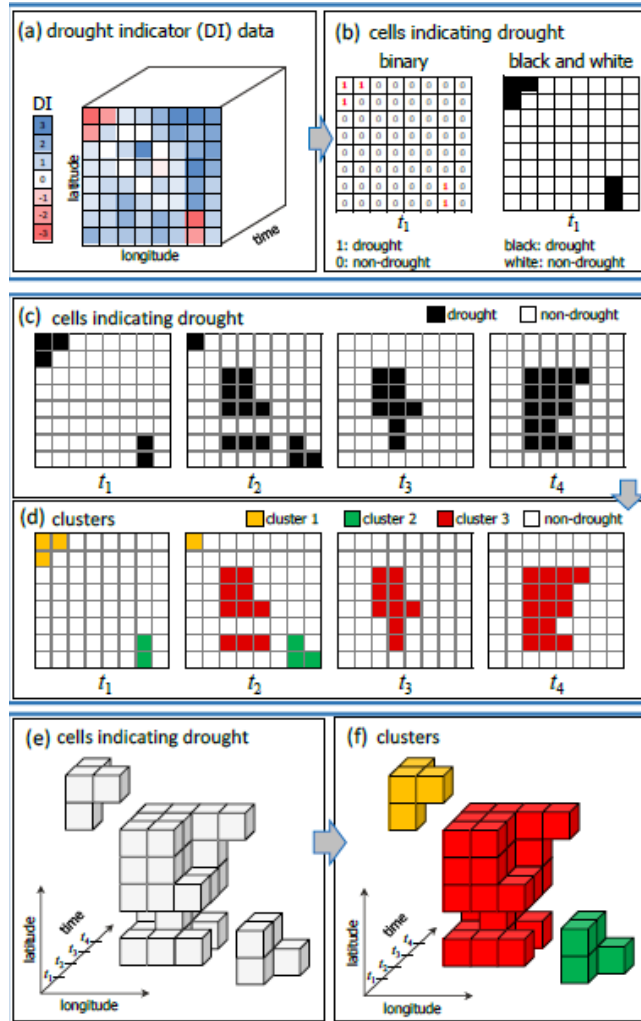 (a) drought indicator (DI) data
DI
3
2
1
0
-1
-2
-3
latitude
longitude
time
(b) cells indicating drought
binary
black and white
1 1 0 0 0 0 0 0
1 0 0 0 0 0 0 0
0 0 0 0 0 0 0 0
0 0 0 0 0 0 0 0
0 0 0 0 0 0 0 0
0 0 0 0 0 0 0 0
0 0 0 0 0 0 1 0
0 0 0 0 0 0 1 0
t1
t1
1: drought
0: non-drought
black: drought
white: non-drought
(c) cells indicating drought
drought
non-drought
t1
t2
t3
t4
(d) clusters
cluster 1
cluster 2
cluster 3
non-drought
t1
t2
t3
t4
(e) cells indicating drought
latitude
time
t1
t2
t3
t4
longitude
(f) clusters
latitude
time
t1
t2
t3
t4
longitude